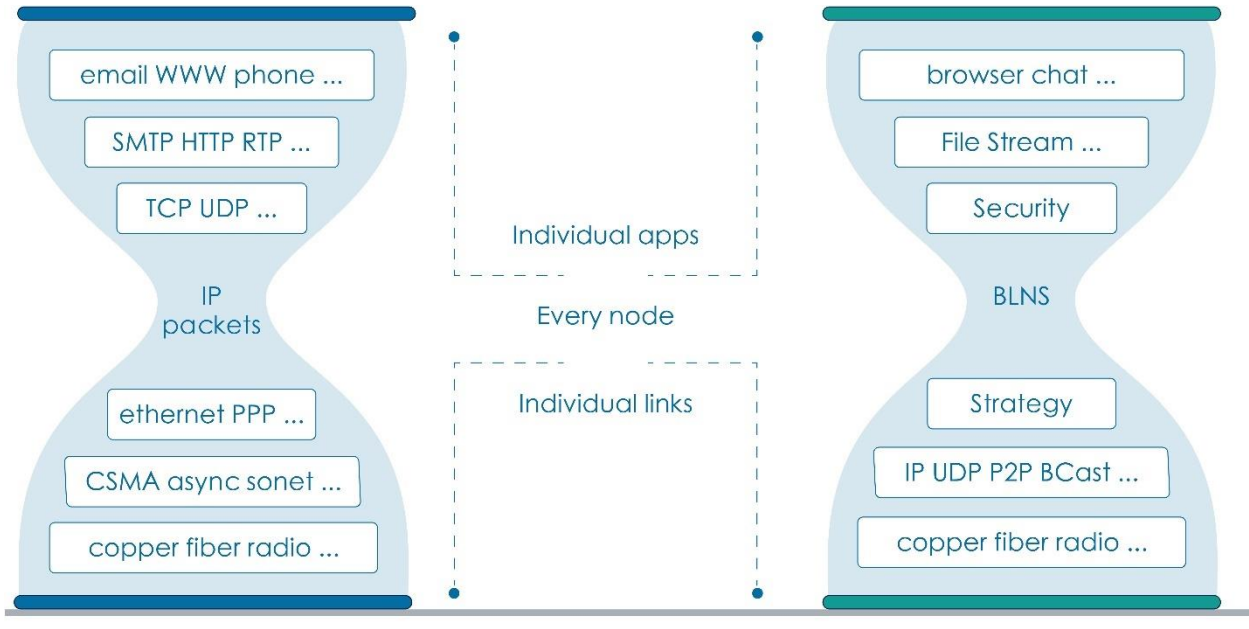 email WWW phone ...
SMTP HTTP RTP ...
TCP UDP ...
IP
packets
ethernet PPP ...
CSMA async sonet ...
copper fiber radio ...
Individual apps
Every node
Individual links
browser chat ...
File Stream ...
Security
BLNS
Strategy
IP UDP P2P BCast ...
copper fiber radio ...